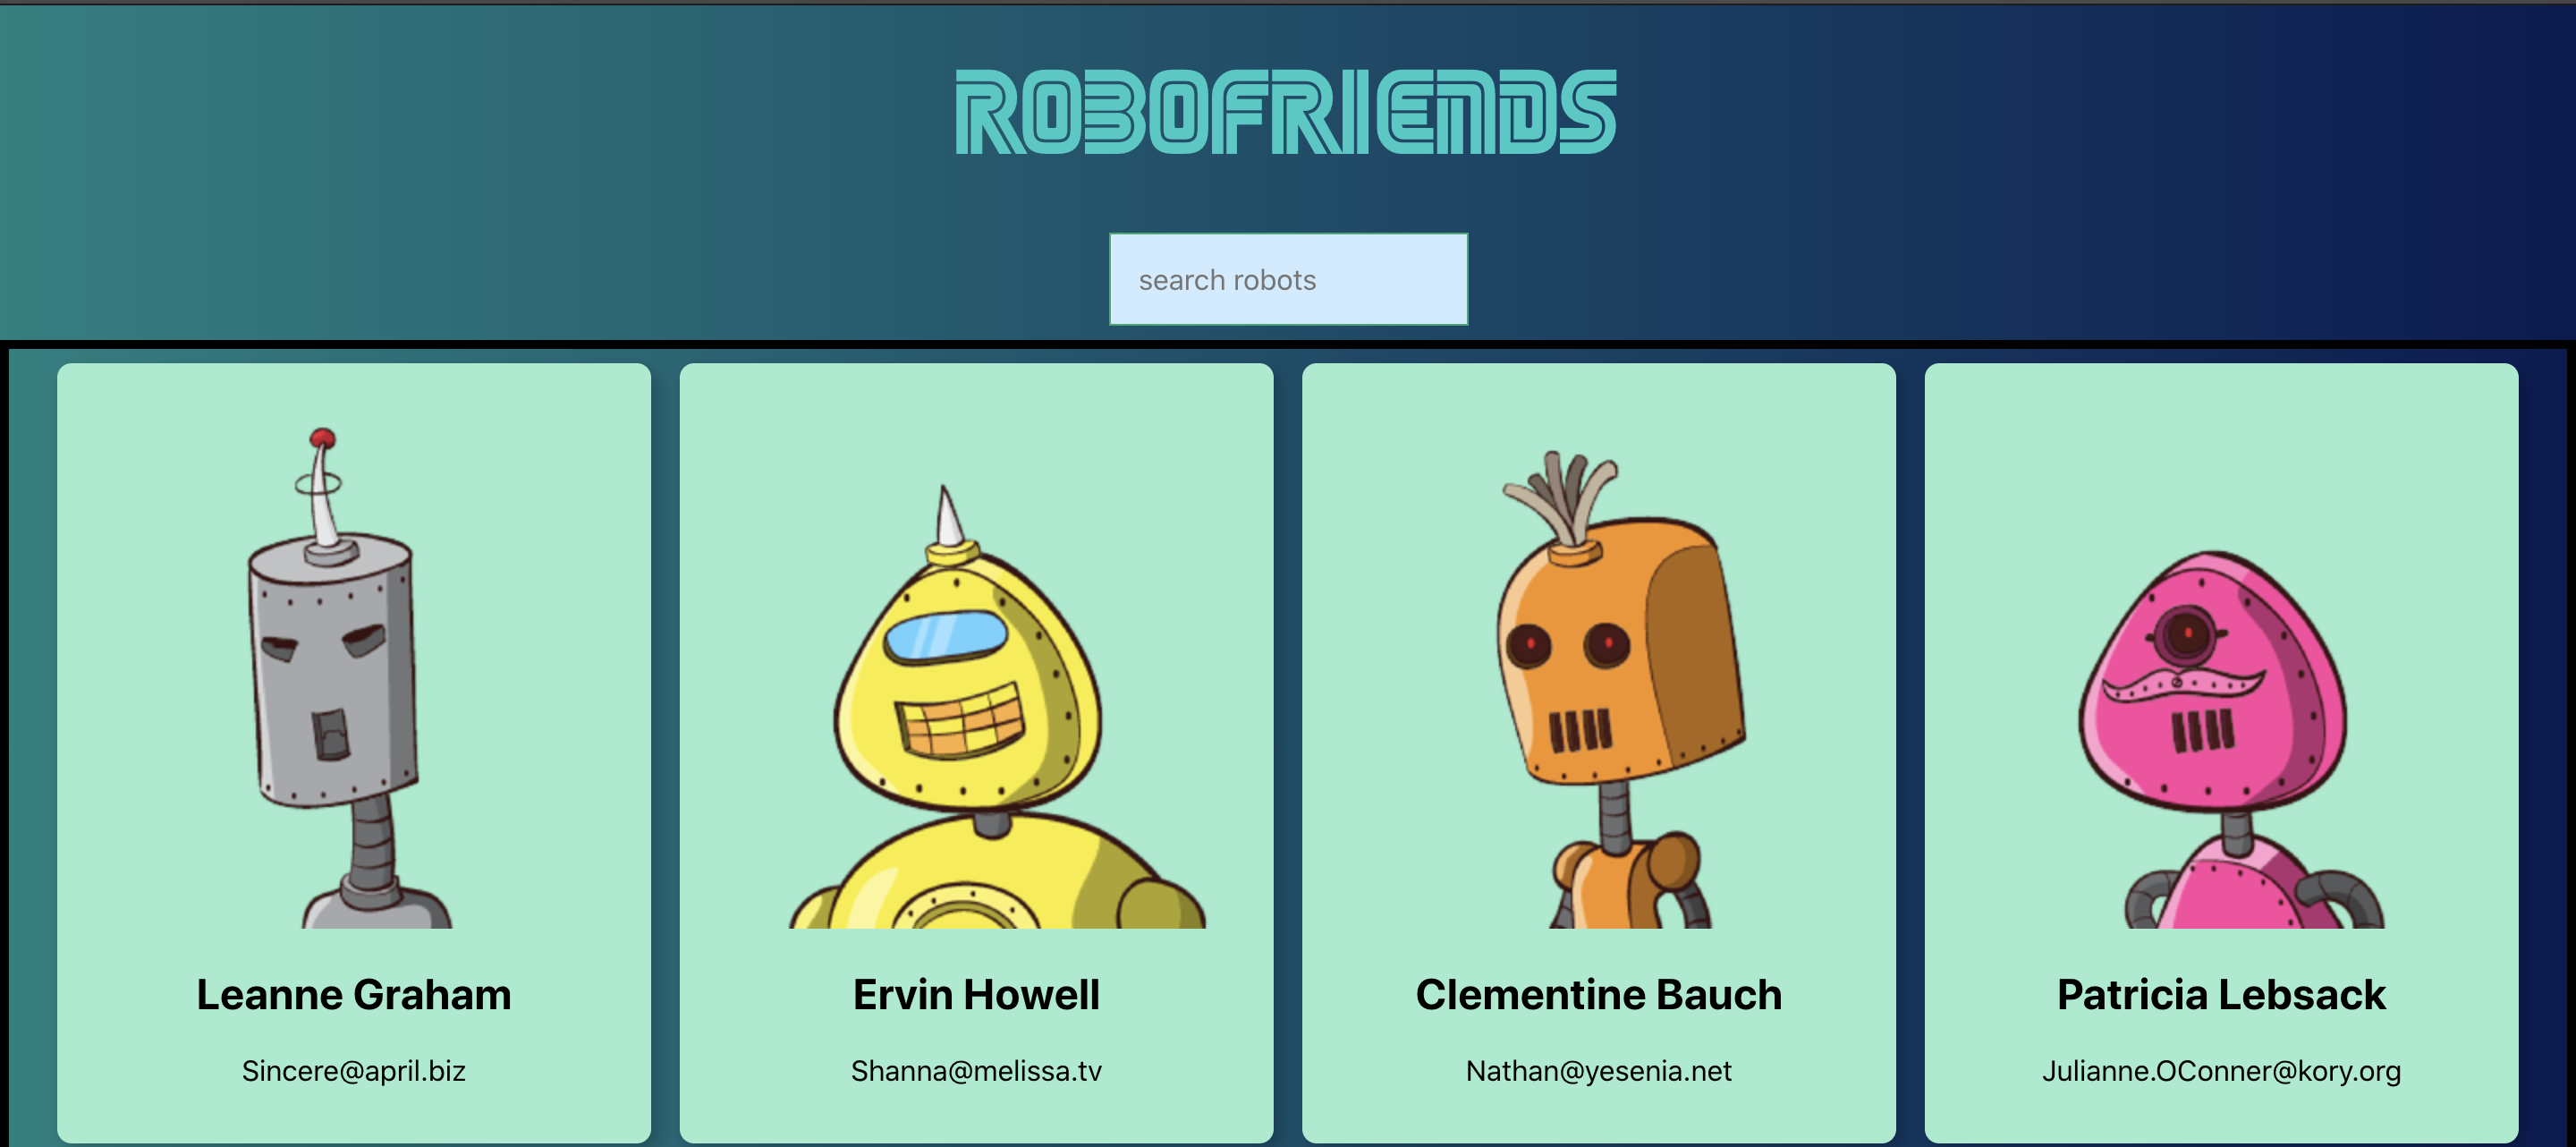 ROBOFRIENDS
search robots
Leanne Graham
Sincere@april.biz
Ervin Howell
Shanna@melissa.tv
Clementine Bauch
Nathan@yesenia.net
Patricia Lebsack
Julianne.OConner@kory.org